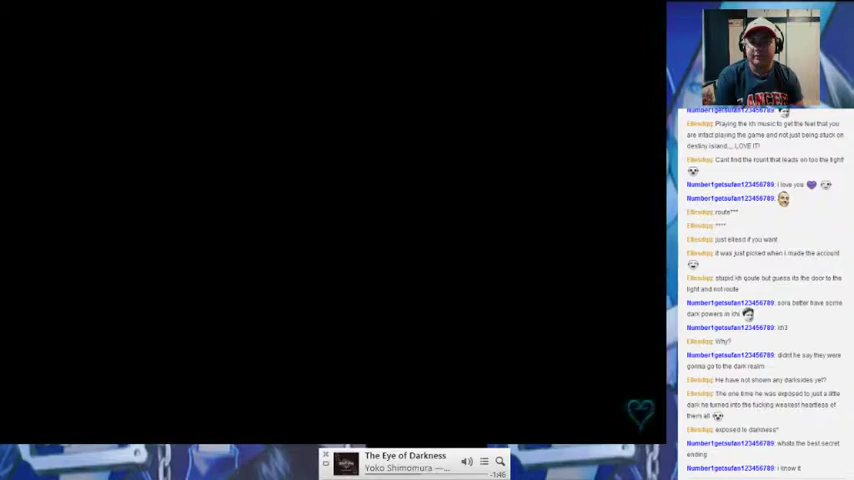 LANCER
Number1getsufan123456789:
Ellendqq: Playing the kh music to get the feel that you
are infact playing the game and not just being stuck on
destiny island,,,, LOVE IT!
Cant find the rount that leads on too the light!
Number1getsufan123456789: i love you
Number1getsufan123456789:
route***
****
just ellend if you want
it was just picked when i made the account
stupid kh qoute but guess its the door to the
light and not route
Number1getsufan123456789: sora better have some
dark powers in khi
Number1getsufan123456789: kh3
Why?
Number1getsufan123456789: didnt he say they were
gonna go to the dark realm
He have not shown any darksides yet?
The one time he was exposed to just a little
dark he turned into the fucking weakest heartless of
them all
exposed to darkness*
Number1getsufan123456789: whats the best secret
ending
Number1getsufan123456789: i know it
The Eye of Darkness
Yoko Shimomura —...
-1:46